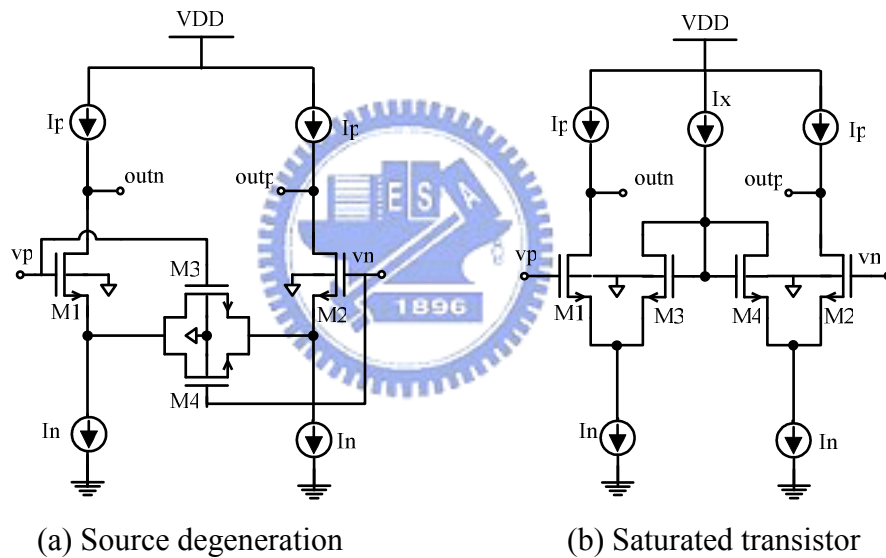 VDD
VDD
Ip
Ip
Ip
Ix
Ip
outn
outp
outn
outp
vp
vn
vp
vn
M3
M1
M2
M4
M1
M3
M4
M2
E S A
1896
In
In
In
In
(a) Source degeneration
(b) Saturated transistor